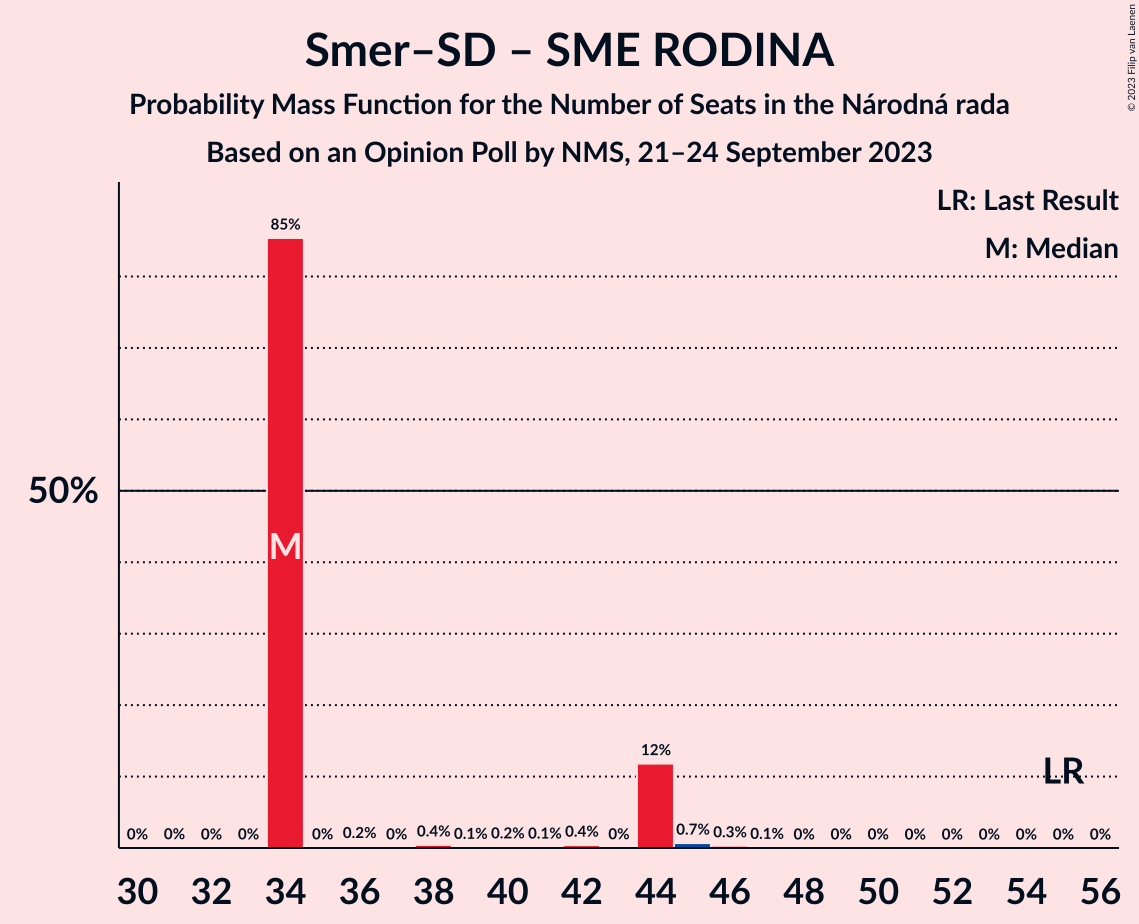 Smer–SD – SME RODINA
Probability Mass Function for the Number of Seats in the Národná rada
Based on an Opinion Poll by NMS, 21–24 September 2023
© 2023 Filip van Laenen
LR: Last Result
M: Median
85%
50%
M
12%
LR
0% 0% 0% 0% 0% 0.2% 0% 0.4% 0.1% 0.2% 0.1% 0.4% 0% 0.7% 0.3% 0.1% 0% 0% 0% 0% 0% 0% 0% 0% 0%
30 32 34 36 38 40 42 44 46 48 50 52 54 56